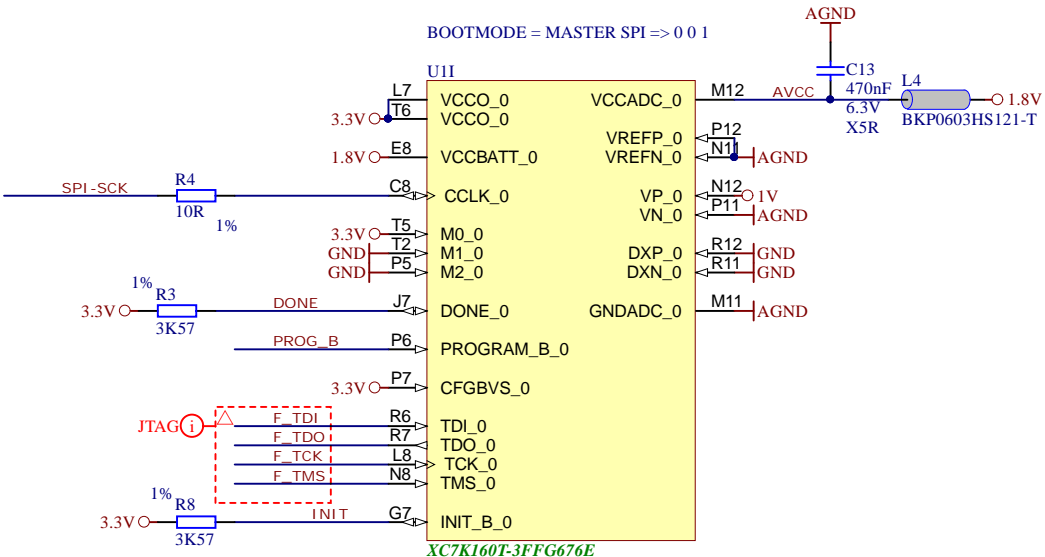 AGND
BOOTMODE = MASTER SPI => 0 0 1
U1I
C13
470nF
6.3V
X5R
L4
BKP0603HS121-T
1.8V
L7 VCCO_0 VCCADC_0 M12 AVCC
3.3V T6 VCCO_0
VREFP_0 P12
1.8V E8 VCCBATT_0 VREFN_0 N11 AGND
SPI-SCK R4 C8 CCLK_0 VP_0 N12 1V
10R
1%
VN_0 P11 AGND
3.3V T5 M0_0
GND T2 M1_0 DXP_0 R12 GND
GND P5 M2_0 DXN_0 R11 GND
1%
R3
3.3V DONE J7 DONE_0 GNDADC_0 M11 AGND
3K57
PROG_B P6 PROGRAM_B_0
3.3V P7 CFGBVS_0
JTAG i F_TDI R6 TDI_0
F_TDO R7 TDO_0
F_TCK L8 TCK_0
F_TMS N8 TMS_0
1%
R8
3.3V INIT G7 INIT_B_0
3K57
XC7K160T-3FFG676E